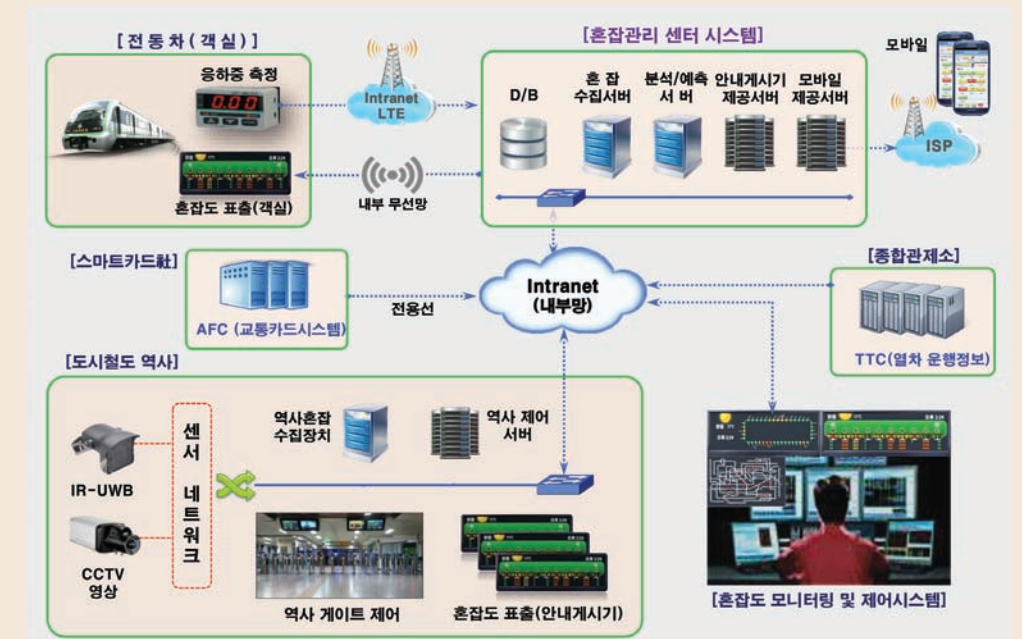 [전동차(객실)]
응하중 측정
0.00
혼잡도 표출(객실)
Intranet
LTE
내부 무선망
[혼잡관리 센터 시스템]
D/B
혼 잡
수집서버
분석/예측
서 버
안내게시기
제공서버
모바일
제공서버
모바일
ISP
[스마트카드社]
AFC (교통카드시스템)
전용선
Intranet
(내부망)
[종합관제소]
TTC(열차 운행정보)
[도시철도 역사]
IR-UWB
CCTV
영상
센서 네트워크
역사혼잡
수집장치
역사 제어
서버
역사 게이트 제어
혼잡도 표출(안내게시기)
[혼잡도 모니터링 및 제어시스템]